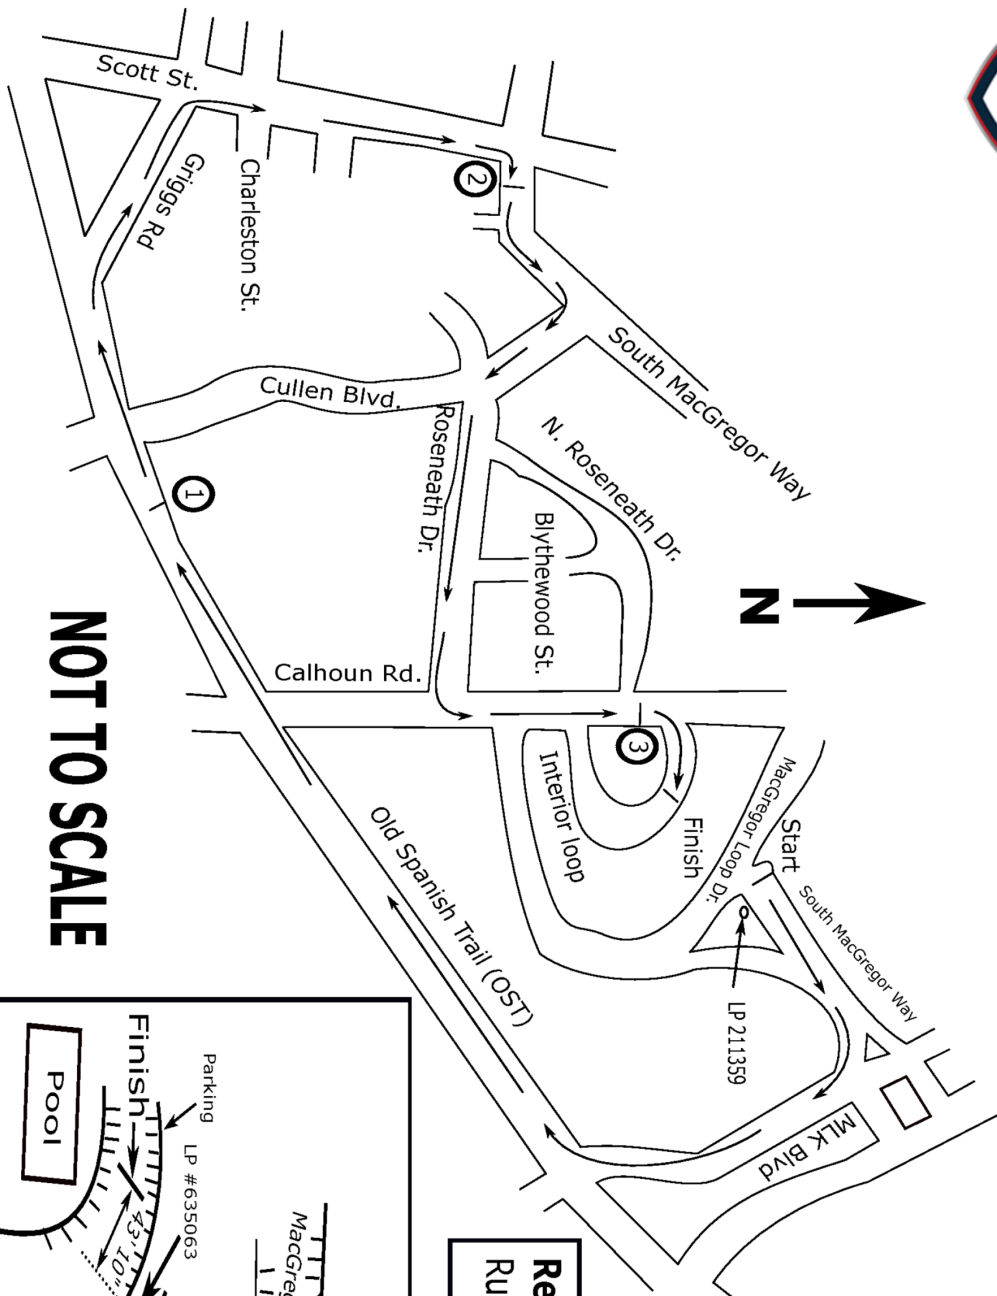 Scott St.
Griggs Rd
Charleston St.
2
South MacGregor Way
Cullen Blvd.
Roseneath Dr.
N. Roseneath Dr.
Blythewood St.
1
N
NOT TO SCALE
Calhoun Rd.
3
Interior loop
Finish
MacGregor Loop Dr.
Start
South MacGregor Way
Old Spanish Trail (OST)
LP 211359
MLK Blvd
Finish
Parking
Pool
LP #635063
43' 10"
MacGre
Re
Ru